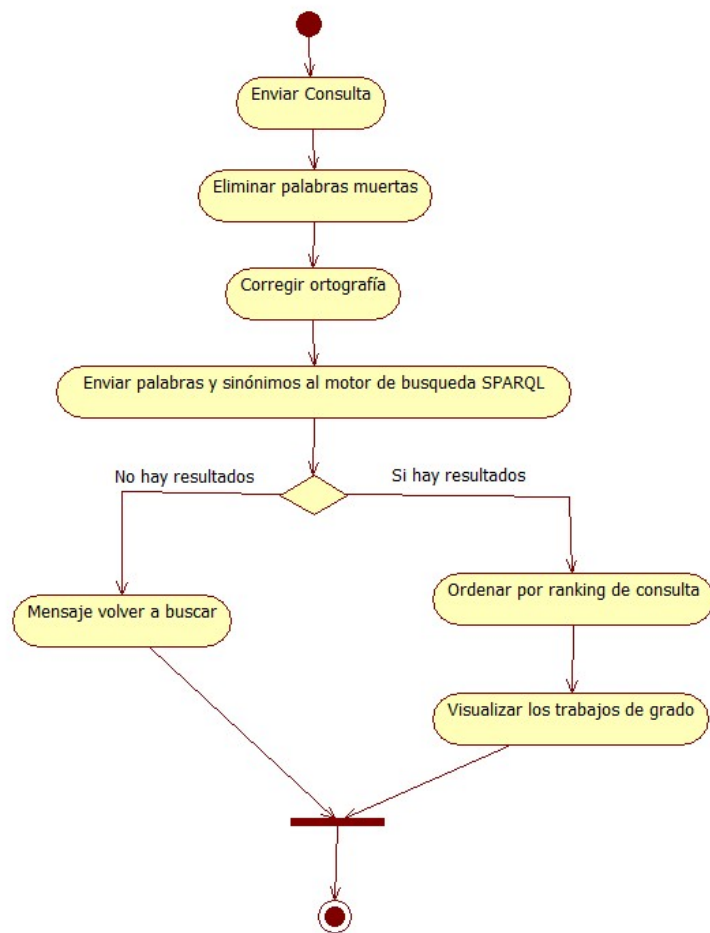 Enviar Consulta
Eliminar palabras muertas
Corregir ortografía
Enviar palabras y sinónimos al motor de busqueda SPARQL
No hay resultados
Si hay resultados
Mensaje volver a buscar
Ordenar por ranking de consulta
Visualizar los trabajos de grado